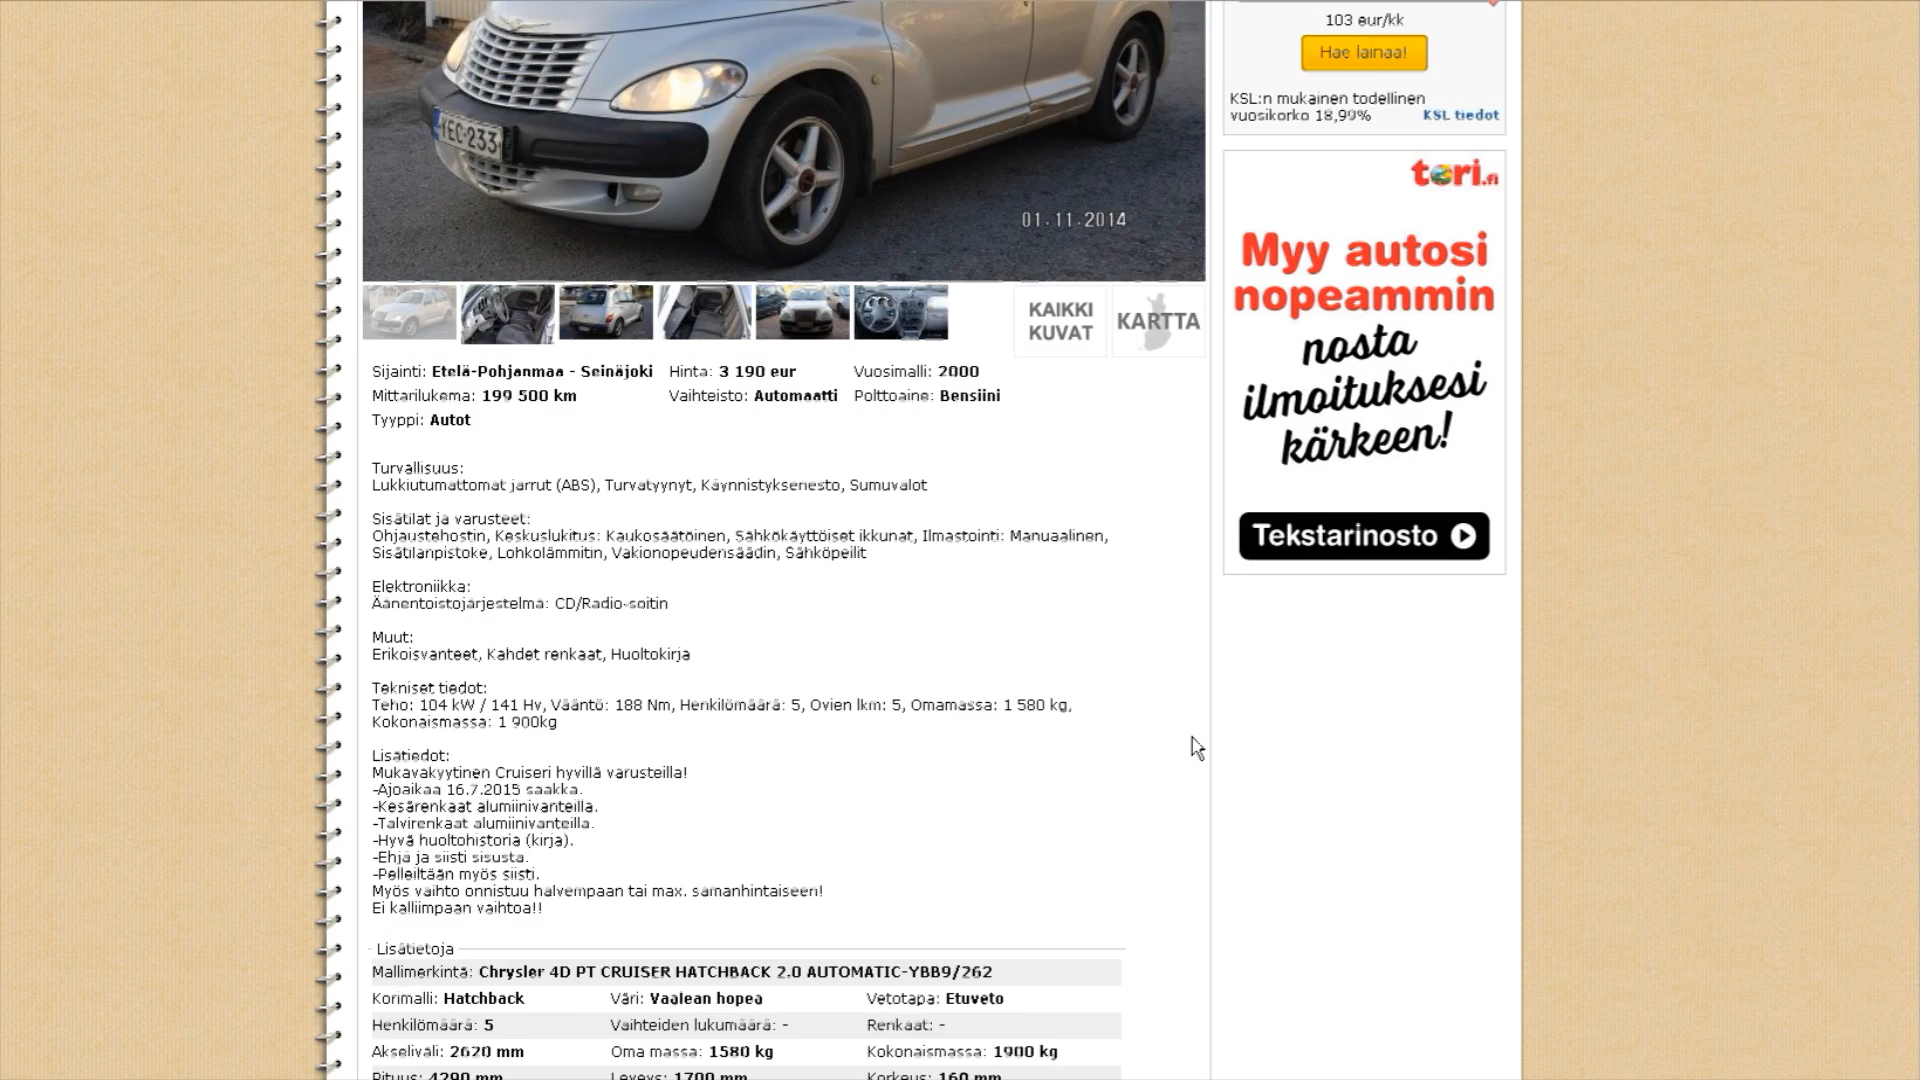 103 eur/kk
Hae lainaa!
KSL:n mukainen todellinen
vuosikorko 18,99% KSL tiedot
YEC-233
01.11.2014
tori.fi
Myy autosi
nopeammin
nosta
ilmoituksesi
kärkeen!
Tekstarinosto
KAIKKI
KUVAT
KARTTA
Sijainti: Etelä-Pohjanmaa - Seinäjoki Hinta: 3 190 eur Vuosimalli: 2000
Mittarilukema: 199 500 km Vaihteisto: Automaatti Polttoaine: Bensiini
Tyyppi: Autot
Turvallisuus:
Lukkiutumattomat jarrut (ABS), Turvatyynyt, Käynnistyksenesto, Sumuvalot
Sisätilat ja varusteet:
Ohjaustehostin, Keskuslukitus: Kaukosäätöinen, Sähkökäyttöiset ikkunat, Ilmastointi: Manuaalinen,
Sisätilanpistoke, Lohkolämmitin, Vakionopeudensäädin, Sähköpeilit
Elektroniikka:
Äänentoistojärjestelmä: CD/Radio-soitin
Muut:
Erikoisvanteet, Kahdet renkaat, Huoltokirja
Tekniset tiedot:
Teho: 104 kW / 141 Hv, Vääntö: 188 Nm, Henkilömäärä: 5, Ovien lkm: 5, Omamassa: 1 580 kg,
Kokonaismassa: 1 900kg
Lisätiedot:
Mukavakyytinen Cruiseri hyvillä varusteilla!
-Ajoaikaa 16.7.2015 saakka.
-Kesärenkaat alumiinivanteilla.
-Talvirenkaat alumiinivanteilla.
-Hyvä huoltohistoria (kirja).
-Ehjä ja siisti sisusta.
-Pelleiltään myös siisti.
Myös vaihto onnistuu halvempaan tai max. samanhintaiseen!
Ei kalliimpaan vaihtoa!!
Lisätietoja
Mallimerkintä: Chrysler 4D PT CRUISER HATCHBACK 2.0 AUTOMATIC-YBB9/262
Korimalli: Hatchback Väri: Vaalean hopea Vetotapa: Etuveto
Henkilömäärä: 5 Vaihteiden lukumäärä: - Renkaat: -
Akseliväli: 2620 mm Oma massa: 1580 kg Kokonaismassa: 1900 kg
Pituus: 4290 mm Leveys: 1700 mm Korkeus: 160 mm